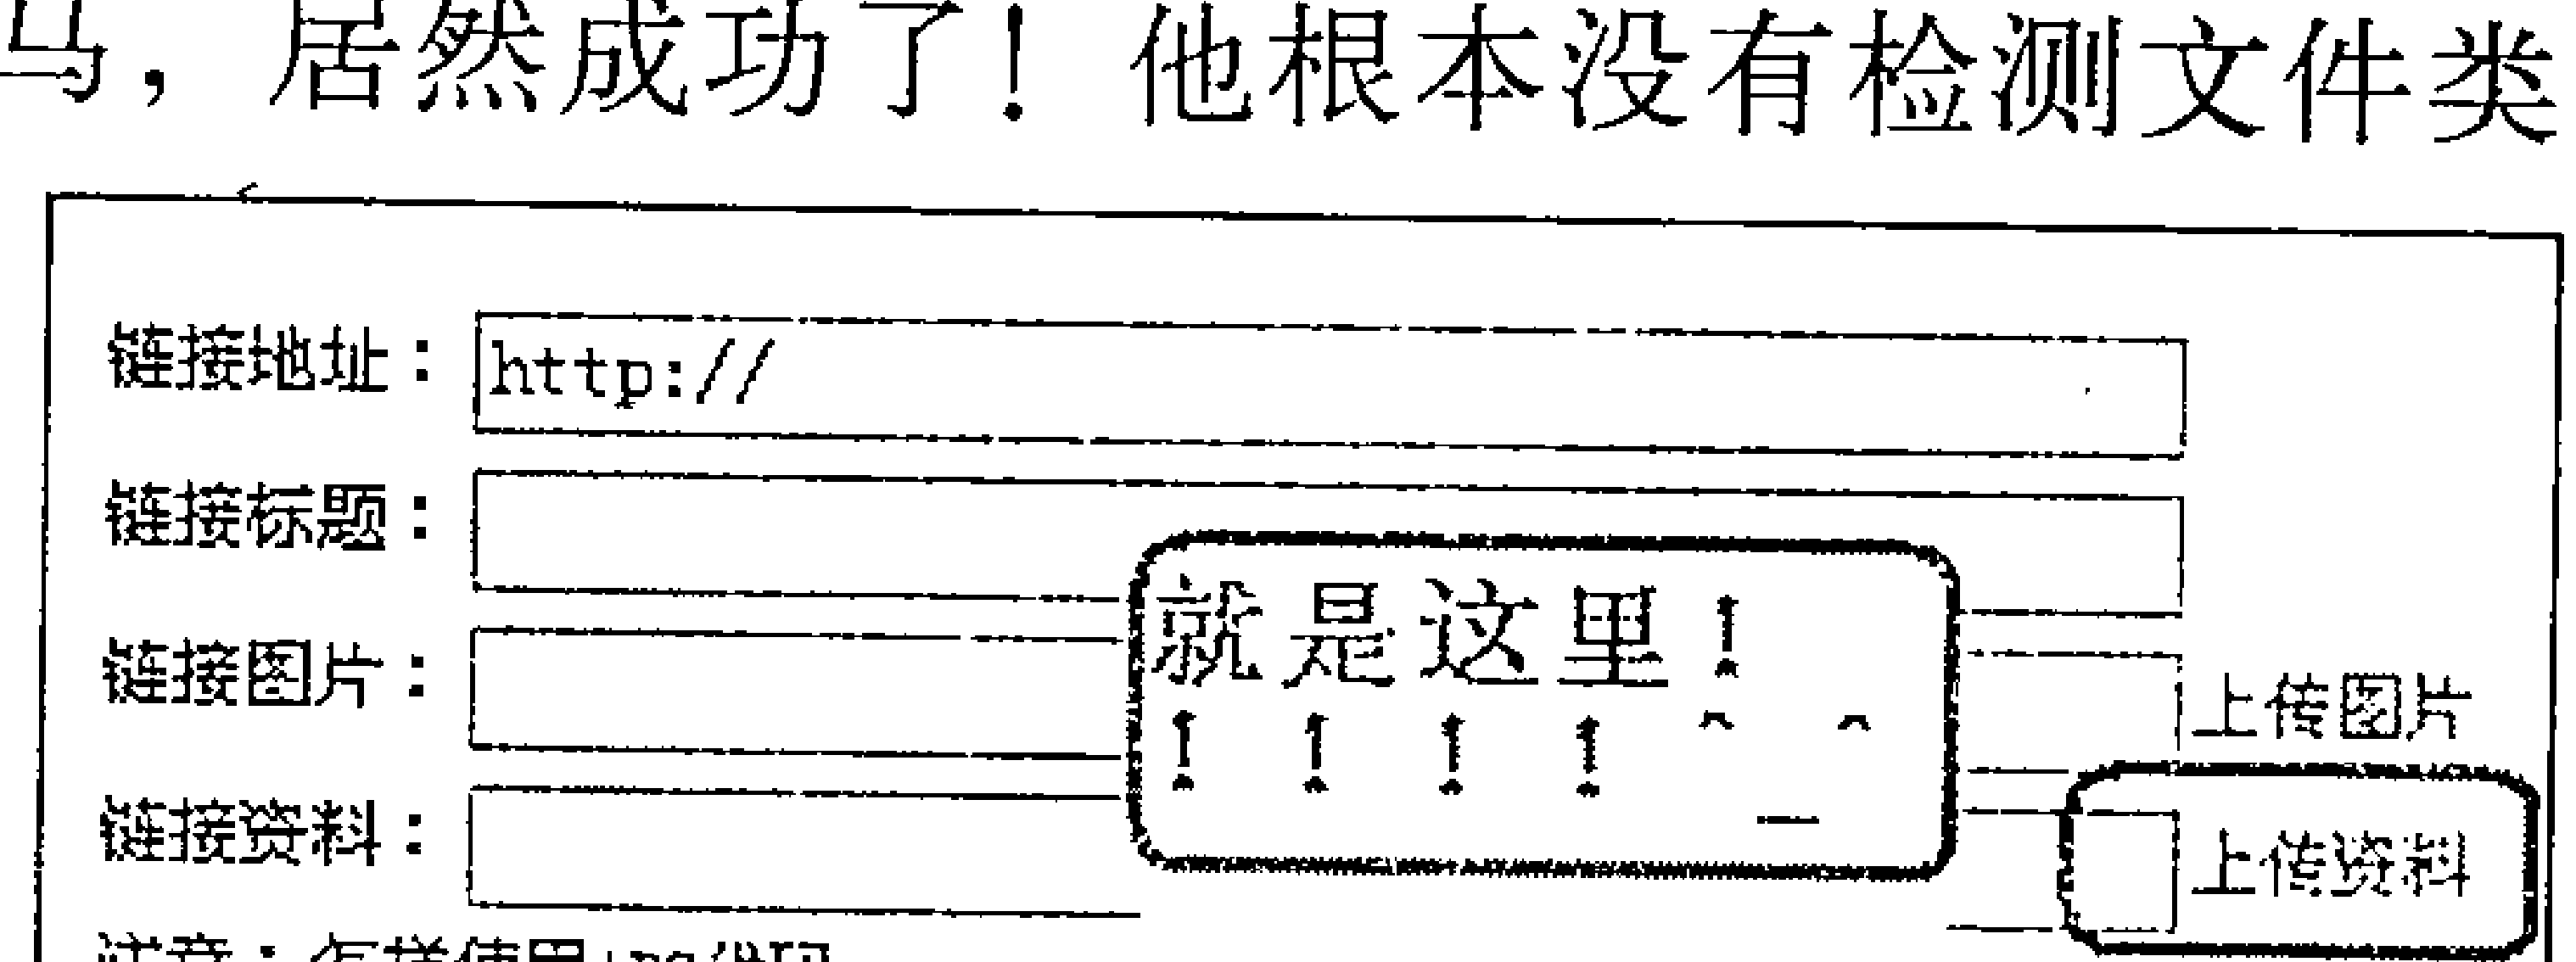 马，居然成功了！他根本没有检测文件类
链接地址：http://
链接标题：
就是这里！
！！！！^_^
链接图片：
上传图片
链接资料：
上传资料